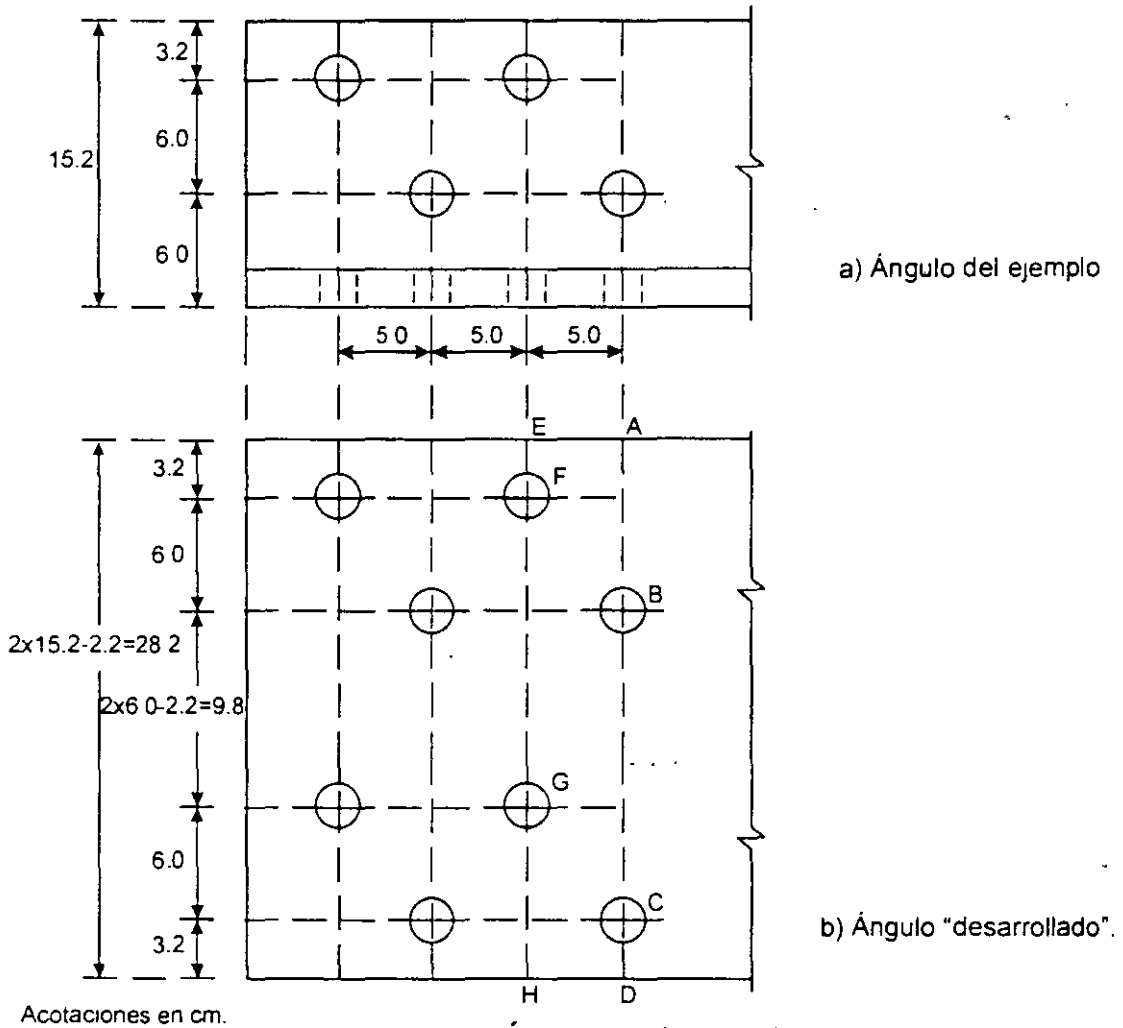 3.2
6.0
15.2
6 0
a) Ángulo del ejemplo
5 0
5.0
5.0
E
A
3.2
F
6 0
B
2x15.2-2.2=28 2
2x6 0-2.2=9.8
G
6.0
C
b) Ángulo “desarrollado”.
3.2
H
D
Acotaciones en cm.